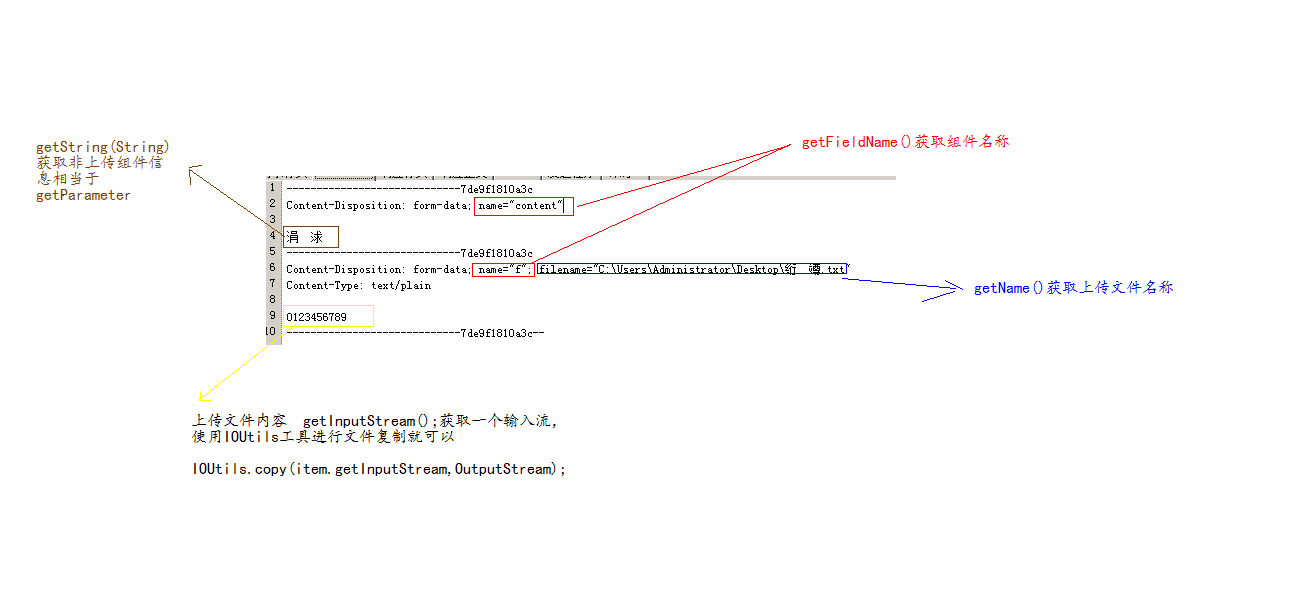 getFieldName()获取组件名称
getString(String)
获取非上传组件信
息相当于
getParameter
1 -----------------------------7de9f1810a3c
2 Content-Disposition: form-data; name="content"
3
4 涓 求
5 -----------------------------7de9f1810a3c
6 Content-Disposition: form-data; name="f"; filename="C:\Users\Administrator\Desktop\ .txt"
7 Content-Type: text/plain
8
9 0123456789
10 -----------------------------7de9f1810a3c--
getName()获取上传文件名称
上传文件内容 getInputStream();获取一个输入流,
使用IOUtils工具进行文件复制就可以
IOUtils.copy(item.getInputStream,OutputStream);